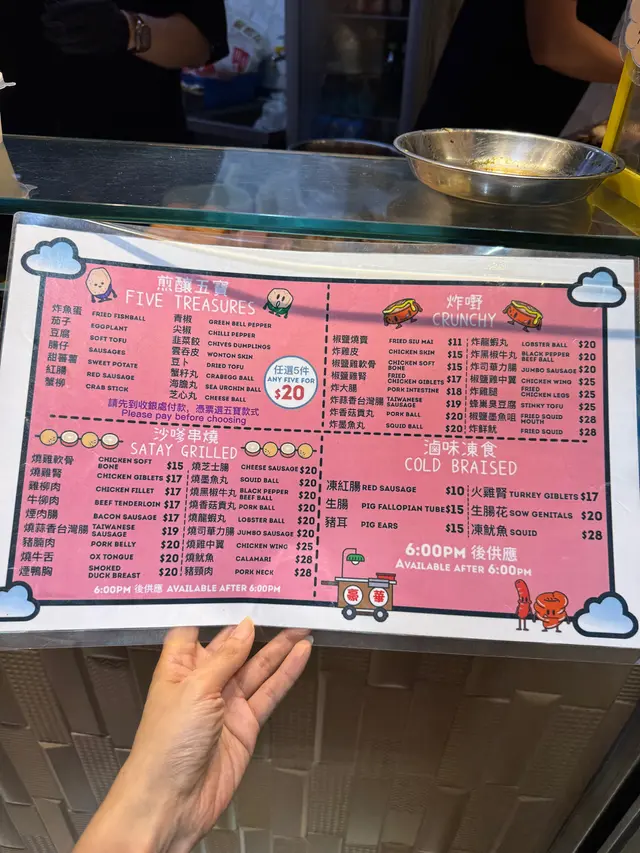 煎釀五寶
FIVE TREASURES
炸魚蛋 FRIED FISHBALL
茄子 EGGPLANT
豆腐 SOFT TOFU
腸仔 SAUSAGES
甜蕃薯 SWEET POTATO
紅腸 RED SAUSAGE
蟹柳 CRAB STICK
青椒 GREEN BELL PEPPER
尖椒 CHILLI PEPPER
韭菜餃 CHIVES DUMPLINGS
雲吞皮 WONTON SKIN
豆卜 DRIED TOFU
蟹籽丸 CRABEGG BALL
海膽丸 SEA URCHIN BALL
芝心丸 CHEESE BALL
任選5件
ANY FIVE FOR
$20
請先到收銀處付款，憑票選五寶款式
Please pay before choosing
炸嘢
CRUNCHY
椒鹽燒賣 FRIED SIU MAI $11
炸雞皮 CHICKEN SKIN $15
椒鹽雞軟骨 CHICKEN SOFT BONE $15
椒鹽雞腎 FRIED CHICKEN GIBLETS $17
炸大腸 PORK INTESTINE $18
炸蒜香台灣腸 TAIWANESE SAUSAGE $19
炸香菇貢丸 PORK BALL $20
炸墨魚丸 SQUID BALL $20
炸龍蝦丸 LOBSTER BALL $20
炸黑椒牛丸 BLACK PEPPER BEEF BALL $20
炸司華力腸 JUMBO SAUSAGE $20
椒鹽雞中翼 CHICKEN WING $25
炸雞腿 FRIED CHICKEN LEGS $25
蜂巢臭豆腐 STINKY TOFU $25
椒鹽墨魚咀 FRIED SQUID MOUTH $28
炸鮮魷 FRIED SQUID $28
沙嗲串燒
SATAY GRILLED
燒雞軟骨 CHICKEN SOFT BONE $15
燒雞腎 CHICKEN GIBLETS $17
雞柳肉 CHICKEN FILLET $17
牛柳肉 BEEF TENDERLOIN $17
煙肉腸 BACON SAUSAGE $17
燒蒜香台灣腸 TAIWANESE SAUSAGE $19
豬腩肉 PORK BELLY $20
燒牛舌 OX TONGUE $20
煙鴨胸 SMOKED DUCK BREAST $20
燒芝士腸 CHEESE SAUSAGE $20
燒墨魚丸 SQUID BALL $20
燒黑椒牛丸 BLACK PEPPER BEEF BALL $20
燒香菇貢丸 PORK BALL $20
燒龍蝦丸 LOBSTER BALL $20
燒司華力腸 JUMBO SAUSAGE $20
燒雞中翼 CHICKEN WING $25
燒魷魚 CALAMARI $28
豬頸肉 PORK NECK $28
6:00PM 後供應 AVAILABLE AFTER 6:00PM
滷味凍食
COLD BRAISED
凍紅腸 RED SAUSAGE $10
生腸 PIG FALLOPIAN TUBE $15
豬耳 PIG EARS $15
火雞腎 TURKEY GIBLETS $17
生腸花 SOW GENITALS $20
凍魷魚 SQUID $28
6:00PM 後供應
AVAILABLE AFTER 6:00PM
豪華